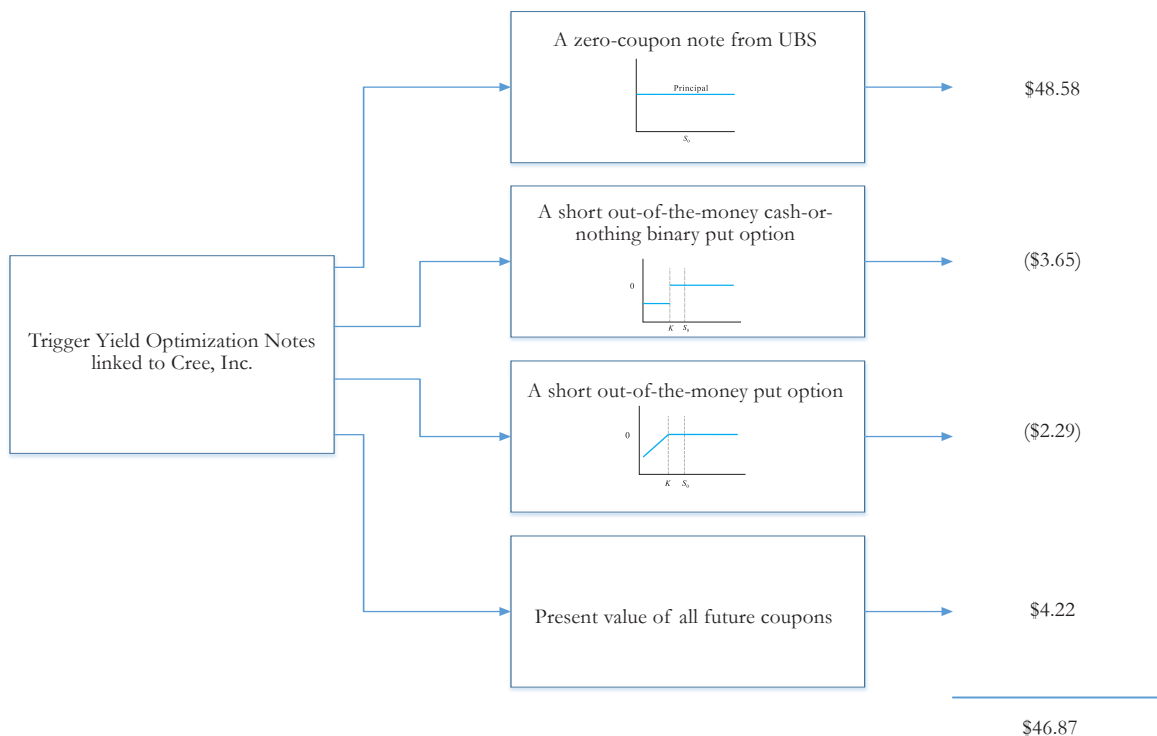 A zero-coupon note from UBS
Principal
S0
$48.58
A short out-of-the-money cash-or-
nothing binary put option
0
K S0
($3.65)
Trigger Yield Optimization Notes
linked to Cree, Inc.
A short out-of-the-money put option
0
K S0
($2.29)
Present value of all future coupons
$4.22
$46.87